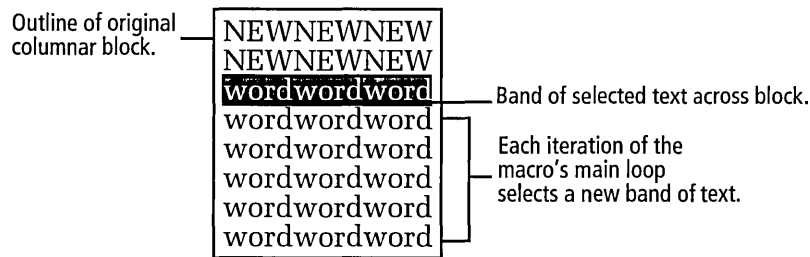 Outline of original
columnar block.
NEWNEWNEW
NEWNEWNEW
wordwordword
wordwordword
wordwordword
wordwordword
wordwordword
wordwordword
Band of selected text across block.
Each iteration of the
macro's main loop
selects a new band of text.